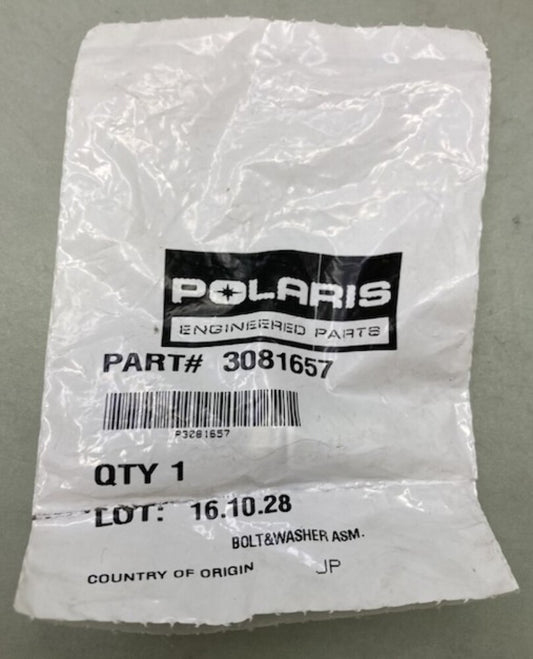 POLARIS
ENGINEERED PARTS
PART# 3081657
P3081657
QTY 1
LOT: 16.10.28
BOLT&WASHER ASM.
COUNTRY OF ORIGIN JP